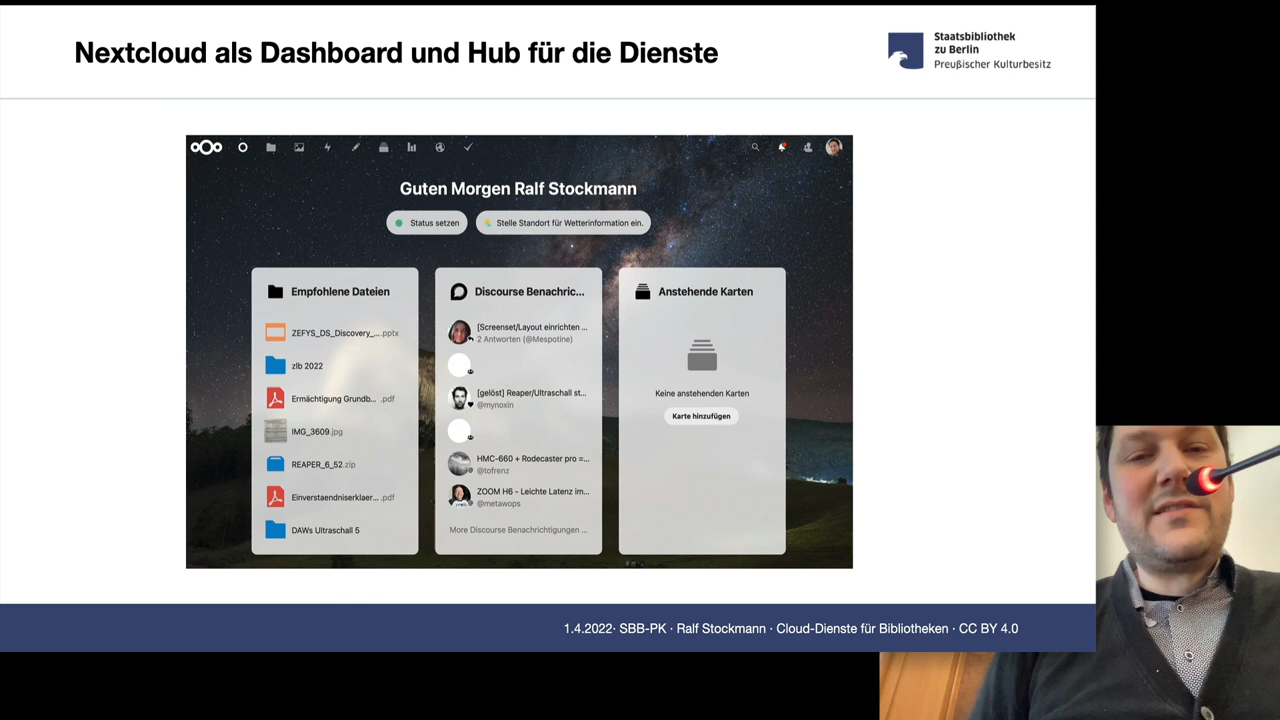 Nextcloud als Dashboard und Hub für die Dienste
Staatsbibliothek
zu Berlin
Preußischer Kulturbesitz
Guten Morgen Ralf Stockmann
Status setzen
Stelle Standort für Wetterinformation ein.
Empfohlene Dateien
ZEFYS_DS_Discovery_... .pptx
zlb 2022
Ermächtigung Grundb... .pdf
IMG_3609.jpg
REAPER_6_52.zip
Einverstaendniserklaer... .pdf
DAWs Ultraschall 5
Discourse Benachric...
[Screenset/Layout einrichten ...
2 Antworten (@Mespotine)
[gelöst] Reaper/Ultraschall st...
@mynoxin
HMC-660 + Rodecaster pro =...
@tofrenz
ZOOM H6 - Leichte Latenz im...
@metawops
More Discourse Benachrichtigungen ...
Anstehende Karten
Keine anstehenden Karten
Karte hinzufügen
1.4.2022· SBB-PK · Ralf Stockmann · Cloud-Dienste für Bibliotheken · CC BY 4.0